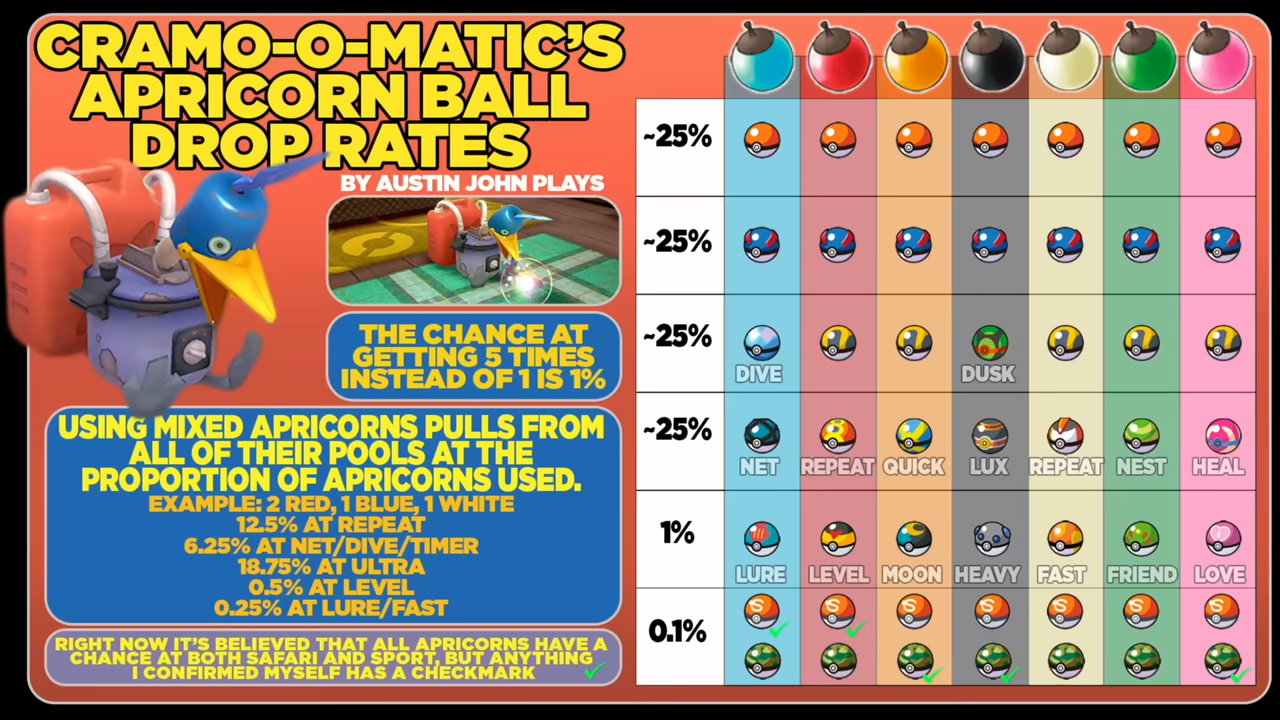 CRAMO-O-MATIC'S
APRICORN BALL
DROP RATES
BY AUSTIN JOHN PLAYS
THE CHANCE AT
GETTING 5 TIMES
INSTEAD OF 1 IS 1%
USING MIXED APRICORNS PULLS FROM
ALL OF THEIR POOLS AT THE
PROPORTION OF APRICORNS USED.
EXAMPLE: 2 RED, 1 BLUE, 1 WHITE
12.5% AT REPEAT
6.25% AT NET/DIVE/TIMER
18.75% AT ULTRA
0.5% AT LEVEL
0.25% AT LURE/FAST
RIGHT NOW IT'S BELIEVED THAT ALL APRICORNS HAVE A
CHANCE AT BOTH SAFARI AND SPORT, BUT ANYTHING
I CONFIRMED MYSELF HAS A CHECKMARK
~25%
~25%
~25%
DIVE DUSK
~25%
NET REPEAT QUICK LUX REPEAT NEST HEAL
1%
LURE LEVEL MOON HEAVY FAST FRIEND LOVE
0.1%
S S S S S S S